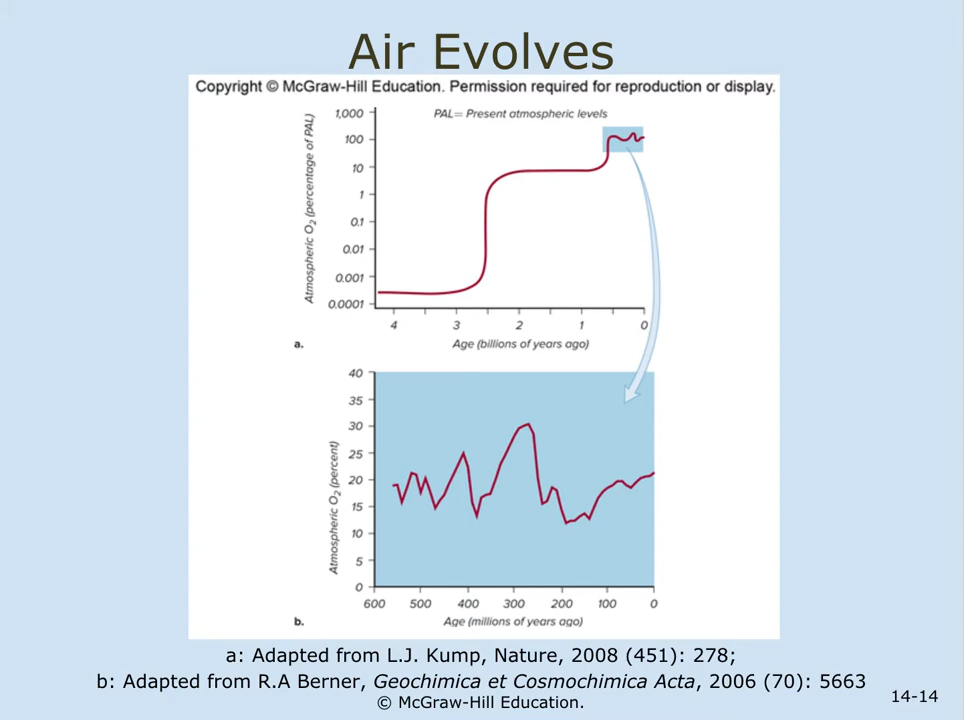 Air Evolves
Copyright © McGraw-Hill Education. Permission required for reproduction or display.
PAL= Present atmospheric levels
Atmospheric O₂ (percentage of PAL)
1,000
100
10
1
0.1
0.01
0.001
0.0001
4 3 2 1 0
a.
Age (billions of years ago)
Atmospheric O₂ (percent)
40
35
30
25
20
15
10
5
0
600 500 400 300 200 100 0
b.
Age (millions of years ago)
a: Adapted from L.J. Kump, Nature, 2008 (451): 278;
b: Adapted from R.A Berner, Geochimica et Cosmochimica Acta, 2006 (70): 5663
© McGraw-Hill Education.
14-14